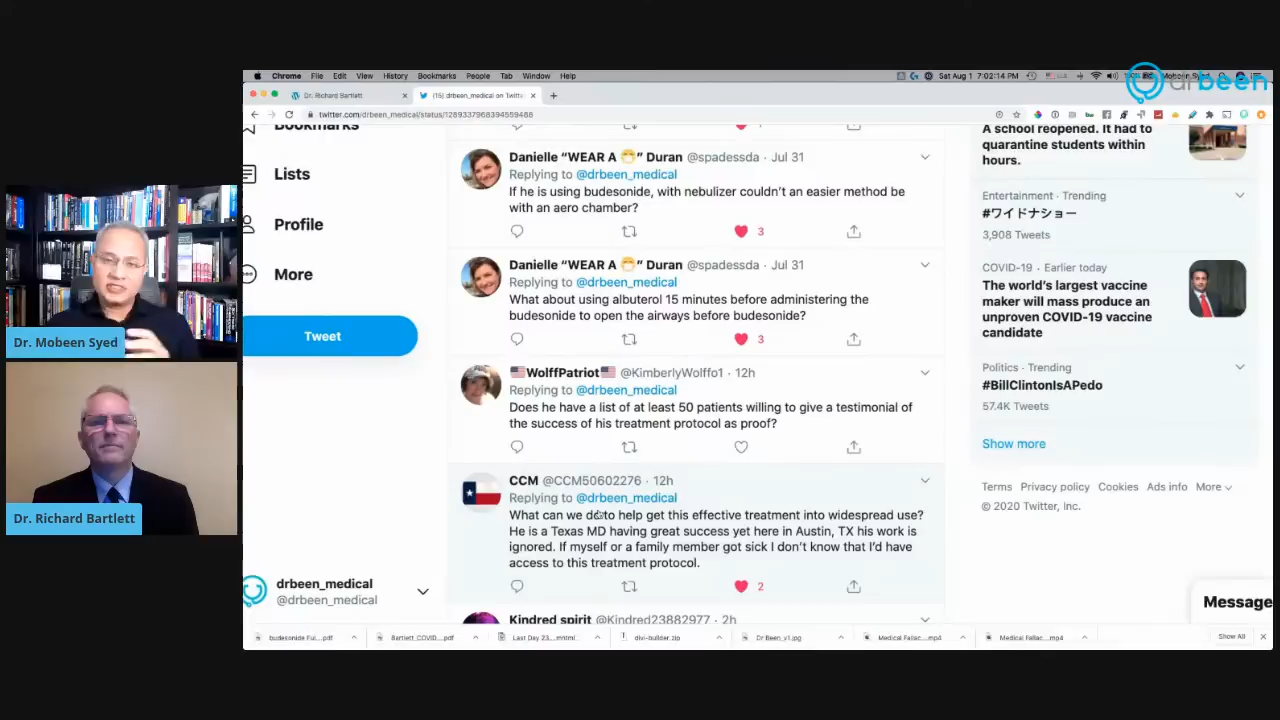 Chrome File Edit View History Bookmarks People Tab Window Help
Sat Aug 1 7:02:14 PM
drbeen
Dr. Richard Bartlett
(15) drbeen_medical on Twitte
twitter.com/drbeen_medical/status/1289337968394559488
Bookmarks
Lists
Profile
More
Tweet
drbeen_medical
@drbeen_medical
Danielle “WEAR A 😷” Duran @spadessda · Jul 31
Replying to @drbeen_medical
If he is using budesonide, with nebulizer couldn't an easier method be
with an aero chamber?
3
Danielle “WEAR A 😷” Duran @spadessda · Jul 31
Replying to @drbeen_medical
What about using albuterol 15 minutes before administering the
budesonide to open the airways before budesonide?
3
🇺🇸WolffPatriot🇺🇸 @KimberlyWolffo1 · 12h
Replying to @drbeen_medical
Does he have a list of at least 50 patients willing to give a testimonial of
the success of his treatment protocol as proof?
CCM @CCM50602276 · 12h
Replying to @drbeen_medical
What can we do to help get this effective treatment into widespread use?
He is a Texas MD having great success yet here in Austin, TX his work is
ignored. If myself or a family member got sick I don't know that I'd have
access to this treatment protocol.
2
Kindred spirit @Kindred23882977 · 2h
A school reopened. It had to
quarantine students within
hours.
Entertainment · Trending
#ワイドナショー
3,908 Tweets
COVID-19 · Earlier today
The world's largest vaccine
maker will mass produce an
unproven COVID-19 vaccine
candidate
Politics · Trending
#BillClintonIsAPedo
57.4K Tweets
Show more
Terms Privacy policy Cookies Ads info More
© 2020 Twitter, Inc.
Message
budesonide Ful....pdf
Bartlett_COVID....pdf
Last Day 23....mhtml
divi-builder.zip
Dr Been_v1.jpg
Medical Fallac....mp4
Medical Fallac....mp4
Show All
Dr. Mobeen Syed
Dr. Richard Bartlett